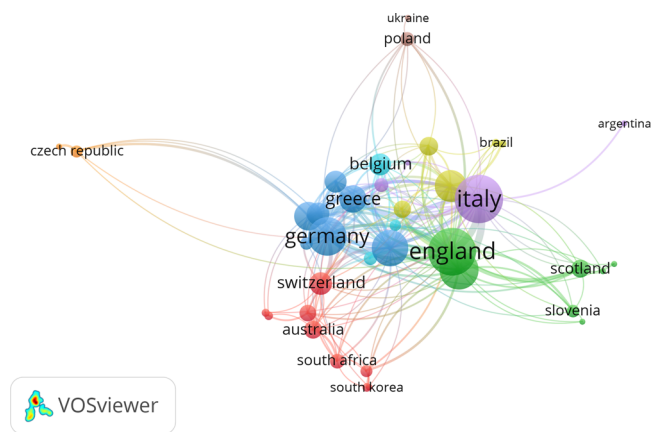 ukraine
poland
argentina
brazil
czech republic
belgium
greece
italy
germany
england
scotland
switzerland
slovenia
australia
south africa
south korea
VOSviewer